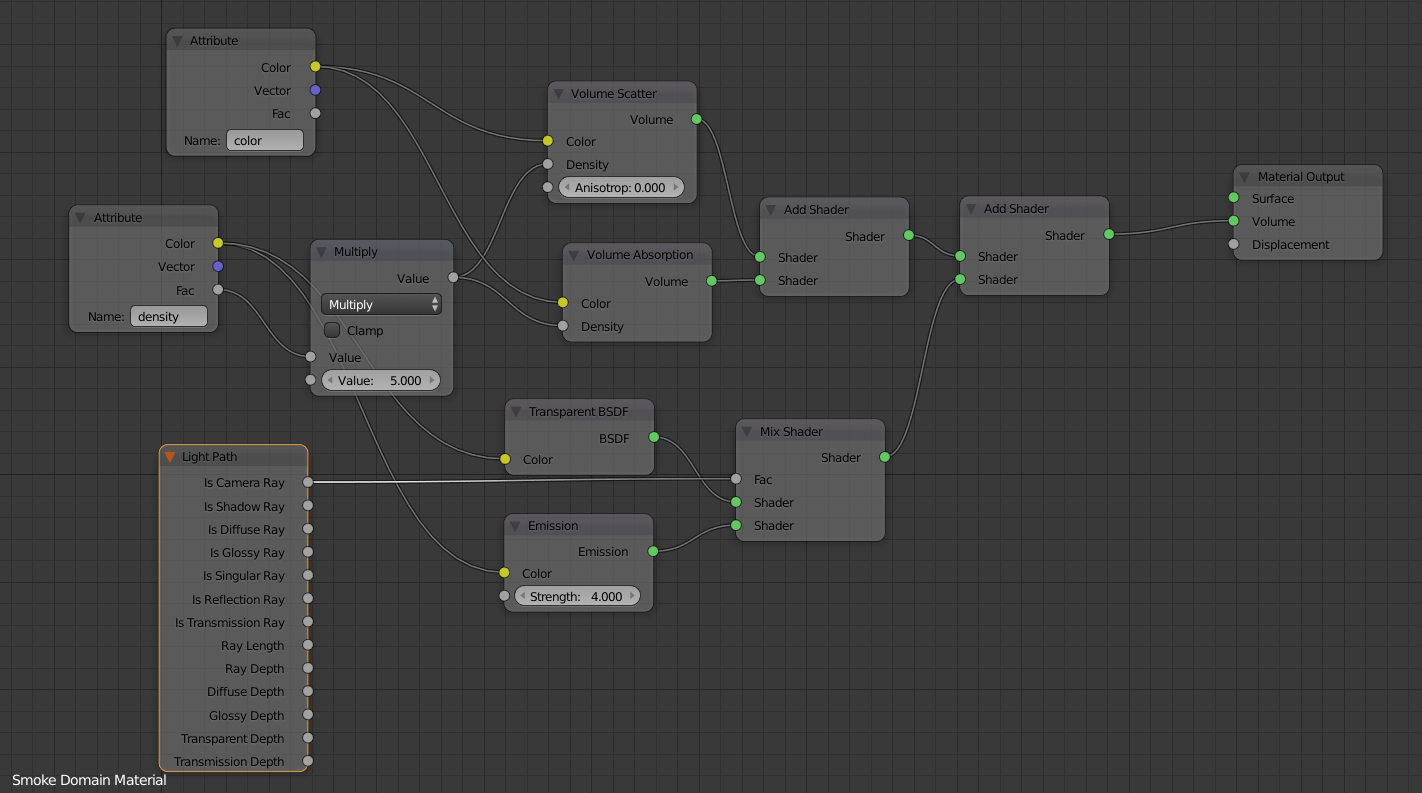 Attribute
Color
Vector
Fac
Name: color
Attribute
Color
Vector
Fac
Name: density
Multiply
Value
Multiply
Clamp
Value
Value: 5.000
Light Path
Is Camera Ray
Is Shadow Ray
Is Diffuse Ray
Is Glossy Ray
Is Singular Ray
Is Reflection Ray
Is Transmission Ray
Ray Length
Ray Depth
Diffuse Depth
Glossy Depth
Transparent Depth
Transmission Depth
Volume Scatter
Volume
Color
Density
Anisotrop: 0.000
Volume Absorption
Volume
Color
Density
Transparent BSDF
BSDF
Color
Emission
Emission
Color
Strength: 4.000
Mix Shader
Shader
Fac
Shader
Shader
Add Shader
Shader
Shader
Shader
Add Shader
Shader
Shader
Shader
Material Output
Surface
Volume
Displacement
Smoke Domain Material